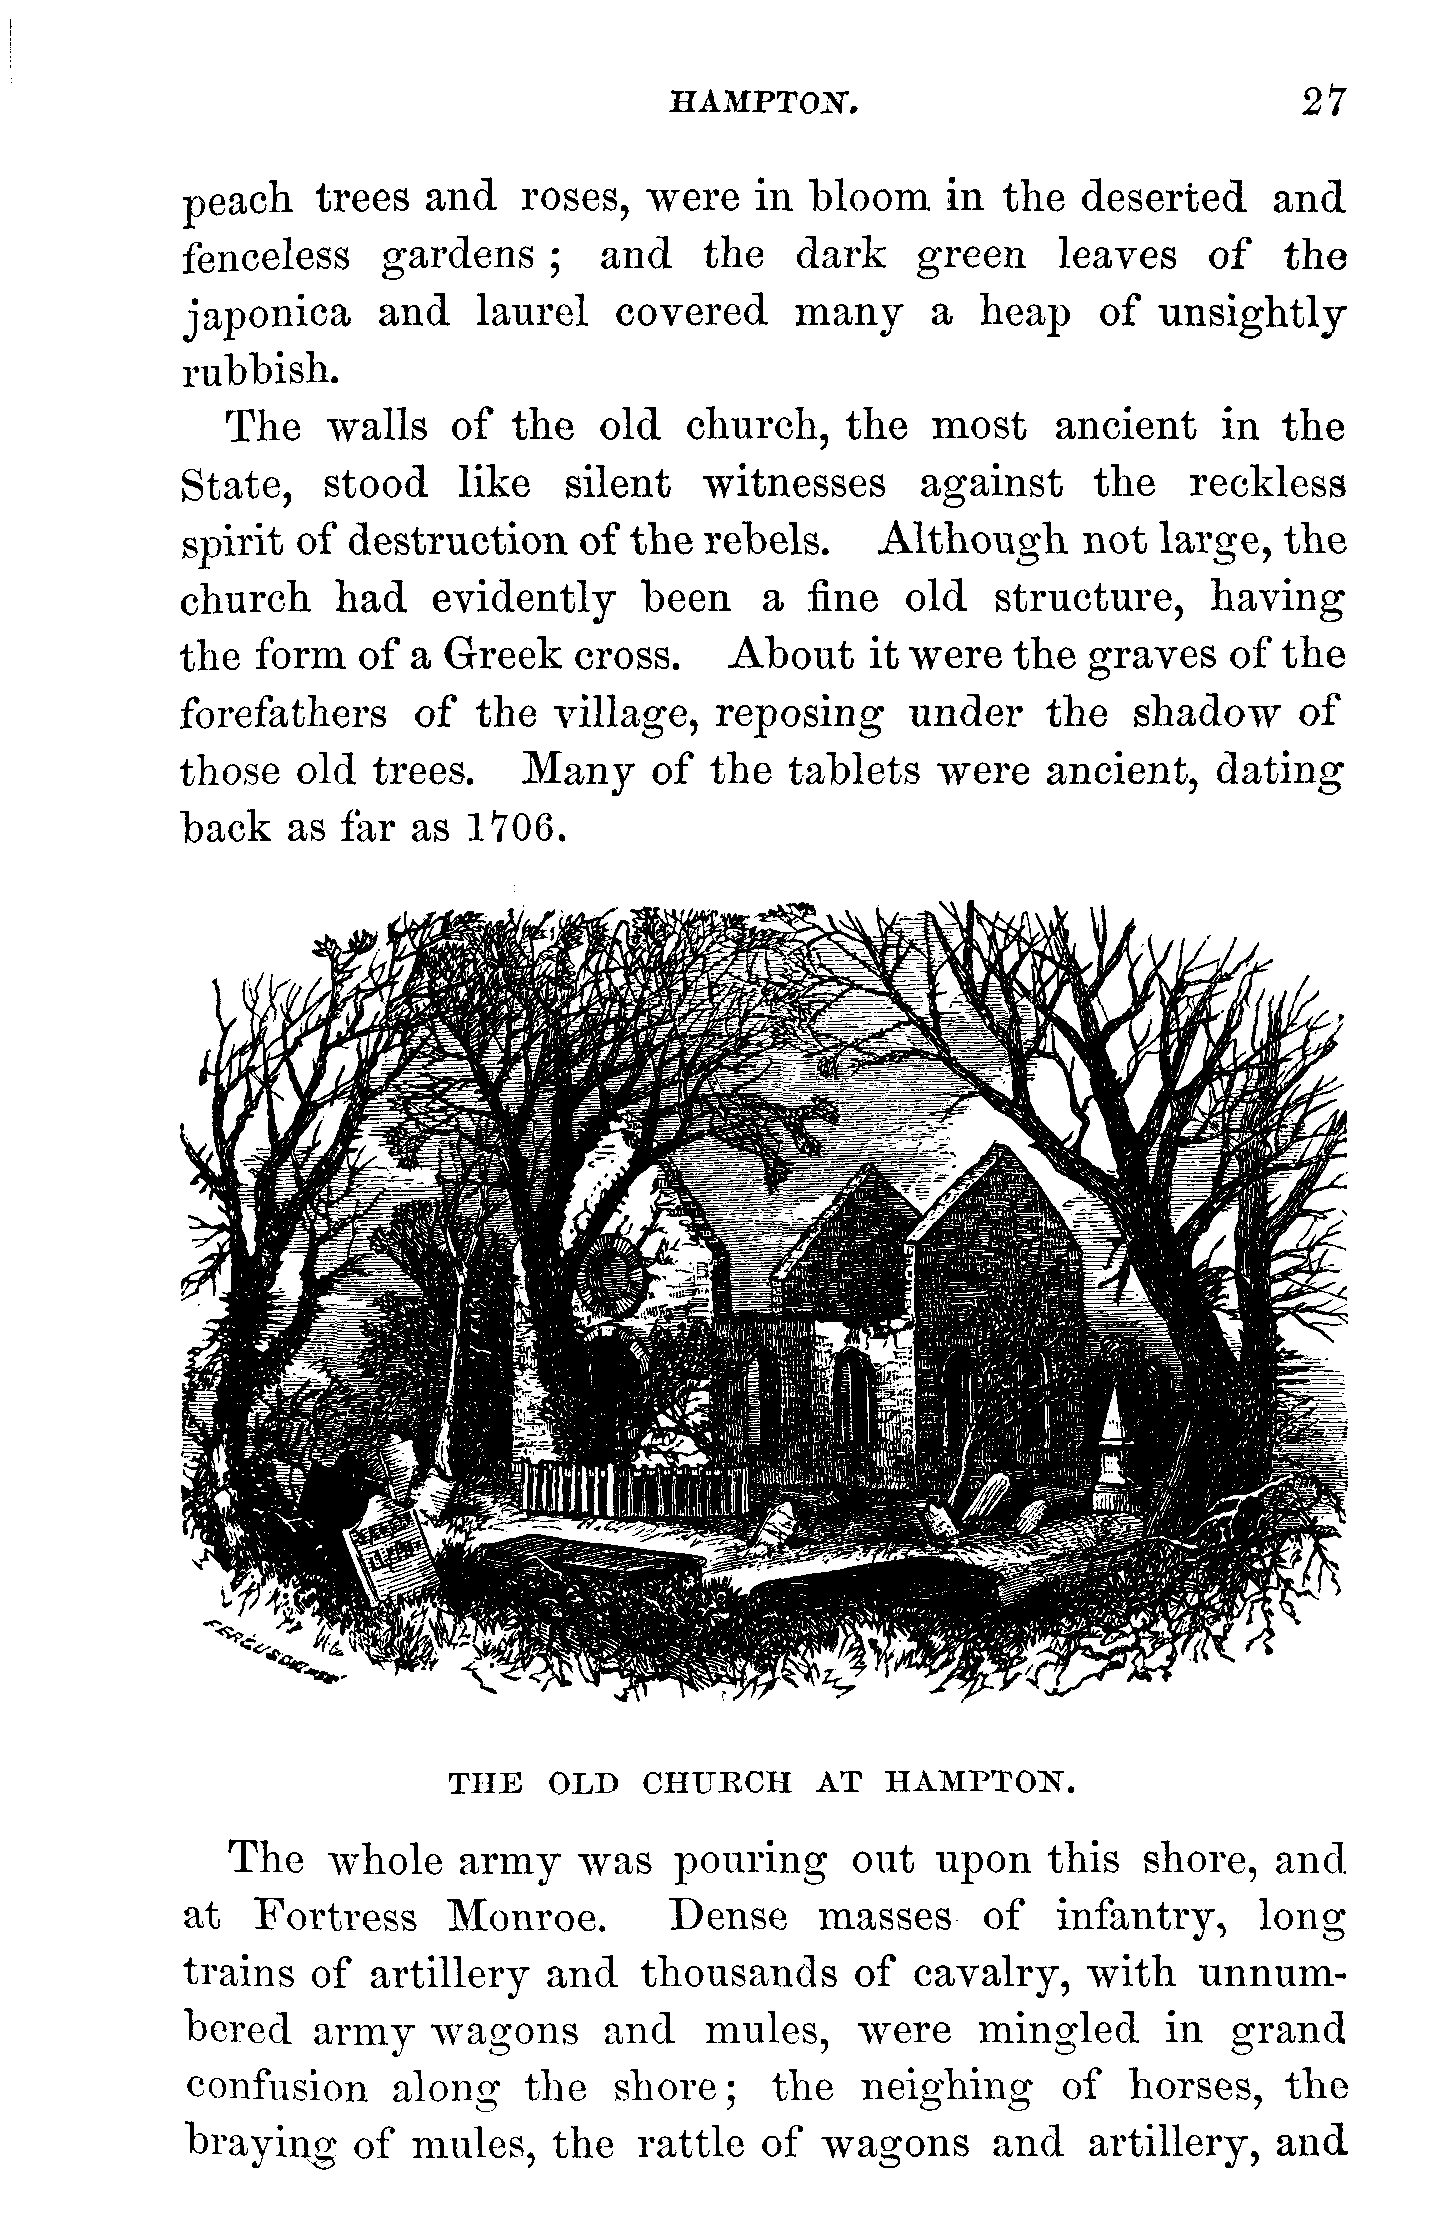 HAMPTON. 27
peach trees and roses, were in bloom in the deserted and
fenceless gardens ; and the dark green leaves of the
japonica and laurel covered many a heap of unsightly
rubbish.
The walls of the old church, the most ancient in the
State, stood like silent witnesses against the reckless
spirit of destruction of the rebels. Although not large, the
church had evidently been a fine old structure, having
the form of a Greek cross. About it were the graves of the
forefathers of the village, reposing under the shadow of
those old trees. Many of the tablets were ancient, dating
back as far as 1706.
THE OLD CHURCH AT HAMPTON.
The whole army was pouring out upon this shore, and
at Fortress Monroe. Dense masses of infantry, long
trains of artillery and thousands of cavalry, with unnum-
bered army wagons and mules, were mingled in grand
confusion along the shore; the neighing of horses, the
braying of mules, the rattle of wagons and artillery, and